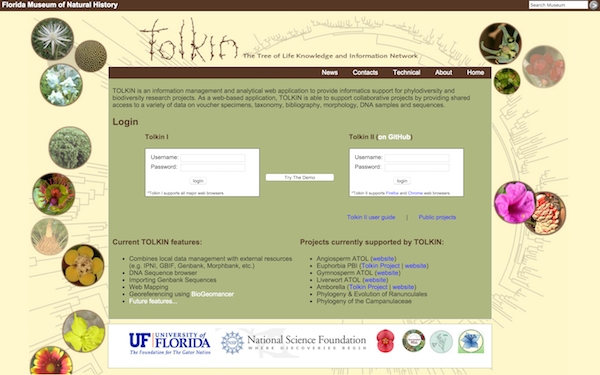 Florida Museum of Natural History
Search Museum
Tolkin
The Tree of Life Knowledge and Information Network
News Contacts Technical About Home
TOLKIN is an information management and analytical web application to provide informatics support for phylodiversity and
biodiversity research projects. As a web-based application, TOLKIN is able to support collaborative projects by providing shared
access to a variety of data on voucher specimens, taxonomy, bibliography, morphology, DNA samples and sequences.
Login
Tolkin I
Username:
Password:
login
*Tolkin I supports all major web browsers.
Try The Demo
Tolkin II (on GitHub)
Username:
Password:
login
*Tolkin II supports Firefox and Chrome web browsers.
Tolkin II user guide | Public projects
Current TOLKIN features:
• Combines local data management with external resources
(e.g. IPNI, GBIF, Genbank, Morphbank, etc.)
• DNA Sequence browser
• Importing Genbank Sequences
• Web Mapping
• Georeferencing using BioGeomancer
• Future features...
Projects currently supported by TOLKIN:
• Angiosperm ATOL (website)
• Euphorbia PBI (Tolkin Project | website)
• Gymnosperm ATOL (website)
• Liverwort ATOL (website)
• Amborella (Tolkin Project | website)
• Phylogeny & Evolution of Ranunculales
• Phylogeny of the Campanulaceae
UF UNIVERSITY of
FLORIDA
The Foundation for The Gator Nation
NSF
National Science Foundation
WHERE DISCOVERIES BEGIN